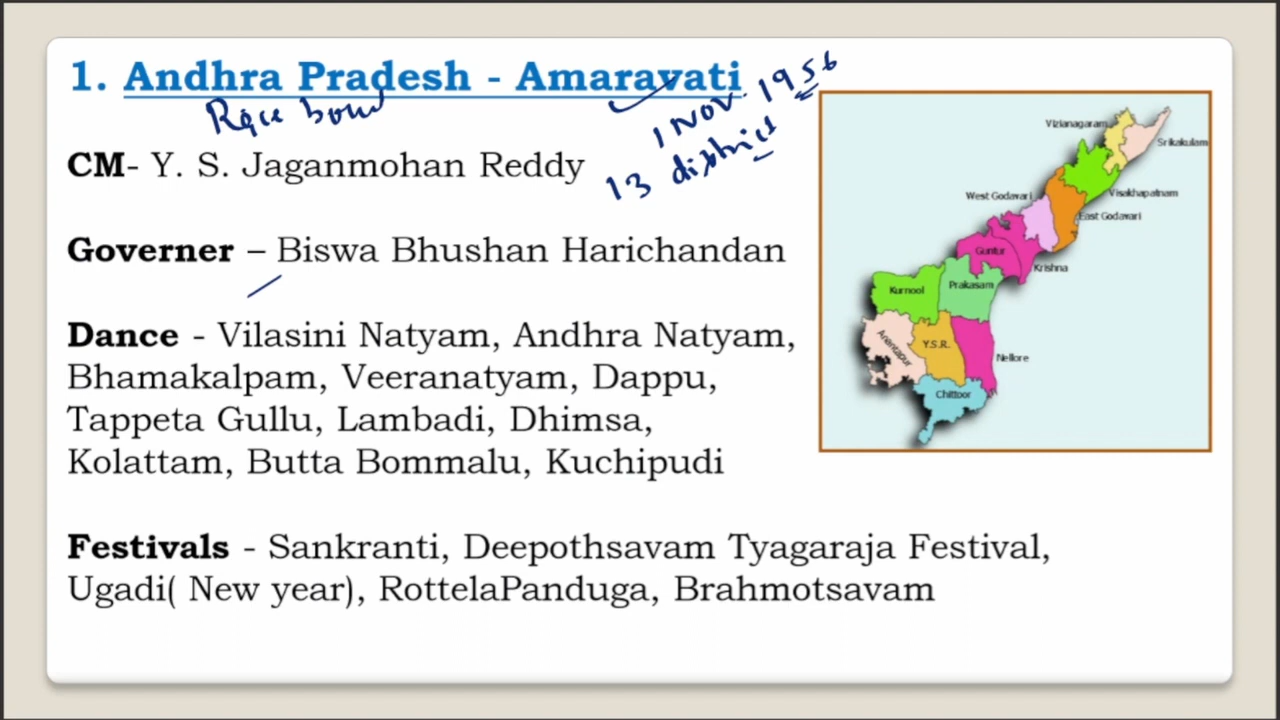 1. Andhra Pradesh - Amaravati
Rice bowl
1 NOV. 1956
13 district
CM- Y. S. Jaganmohan Reddy
Governer – Biswa Bhushan Harichandan
Dance - Vilasini Natyam, Andhra Natyam,
Bhamakalpam, Veeranatyam, Dappu,
Tappeta Gullu, Lambadi, Dhimsa,
Kolattam, Butta Bommalu, Kuchipudi
Festivals - Sankranti, Deepothsavam Tyagaraja Festival,
Ugadi( New year), RottelaPanduga, Brahmotsavam
Vizianagaram
Srikakulam
Visakhapatnam
West Godavari
East Godavari
Guntur
Krishna
Kurnool
Prakasam
Anantapur
Y.S.R.
Nellore
Chittoor